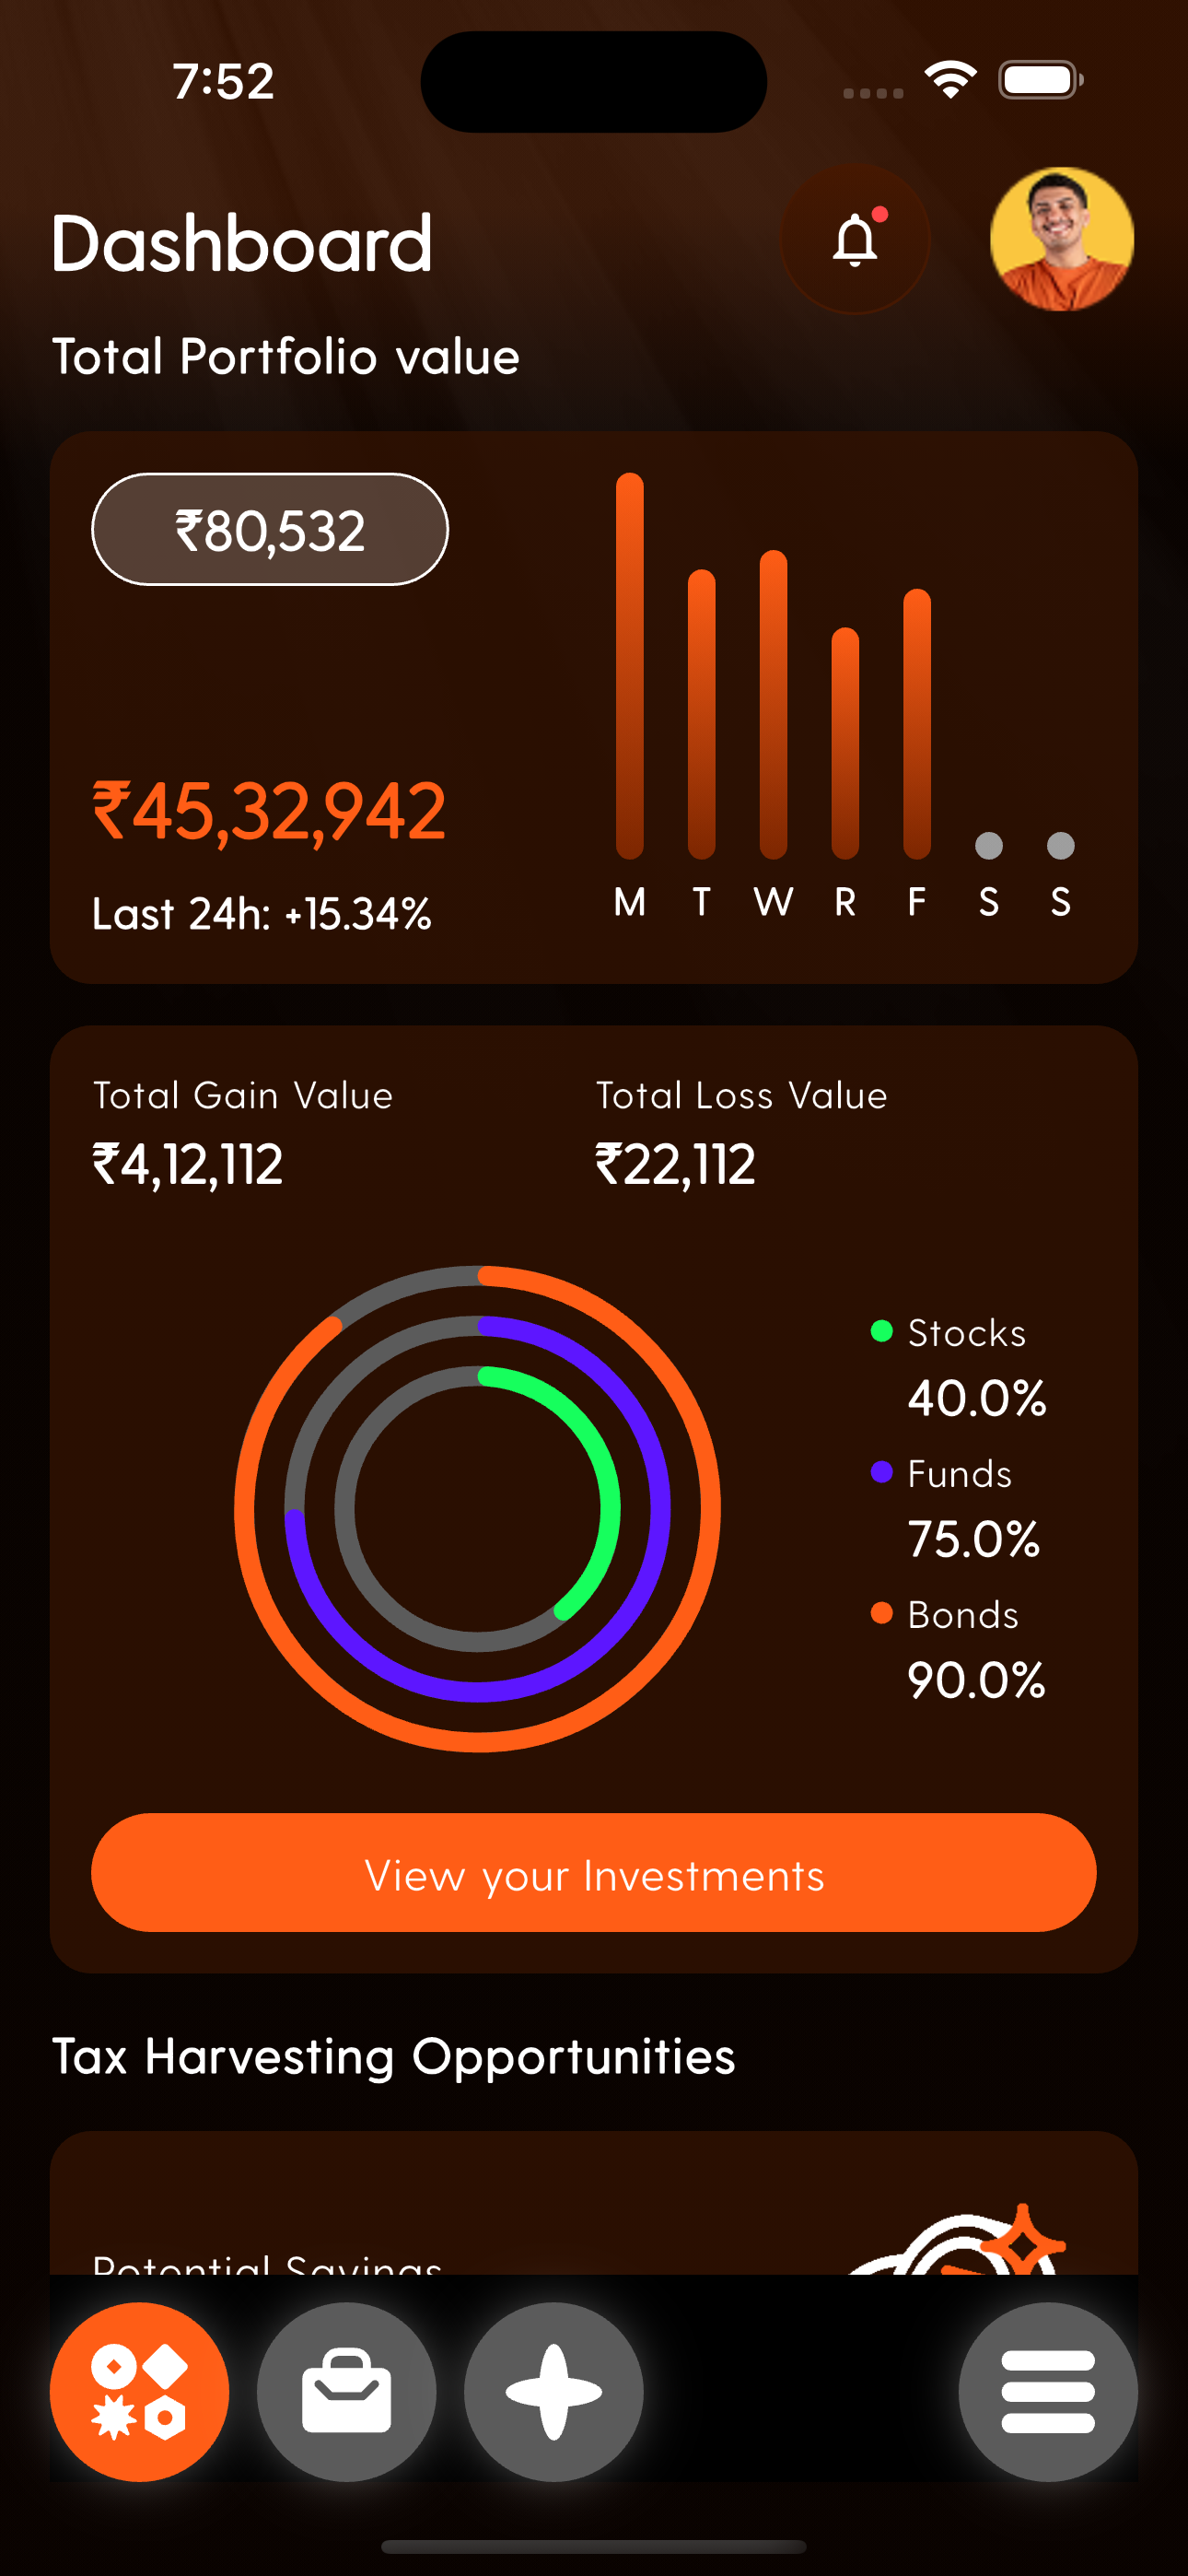 7:52
Dashboard
Total Portfolio value
₹80,532
₹45,32,942
Last 24h: +15.34%
M T W R F S S
Total Gain Value
₹4,12,112
Total Loss Value
₹22,112
Stocks
40.0%
Funds
75.0%
Bonds
90.0%
View your Investments
Tax Harvesting Opportunities
Potential Savings